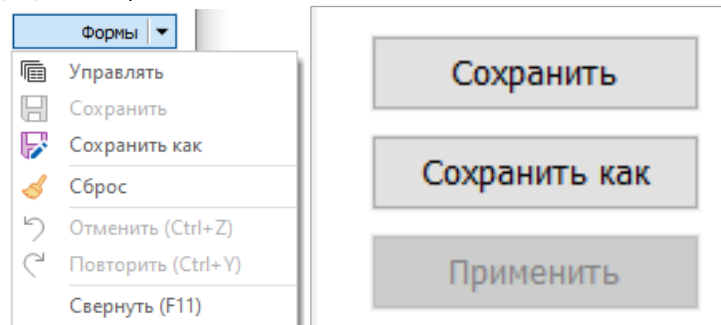 Формы
Управлять
Сохранить
Сохранить как
Сброс
Отменить (Ctrl+Z)
Повторить (Ctrl+Y)
Свернуть (F11)
Сохранить
Сохранить как
Применить